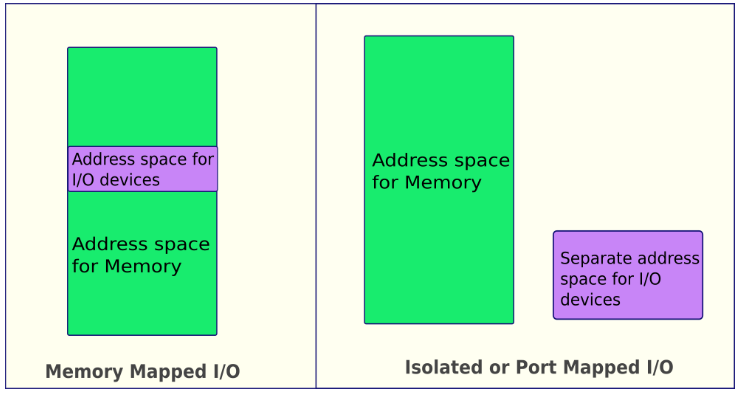 Address space for
I/O devices
Address space
for Memory
Memory Mapped I/O
Address space
for Memory
Separate address
space for I/O
devices
Isolated or Port Mapped I/O